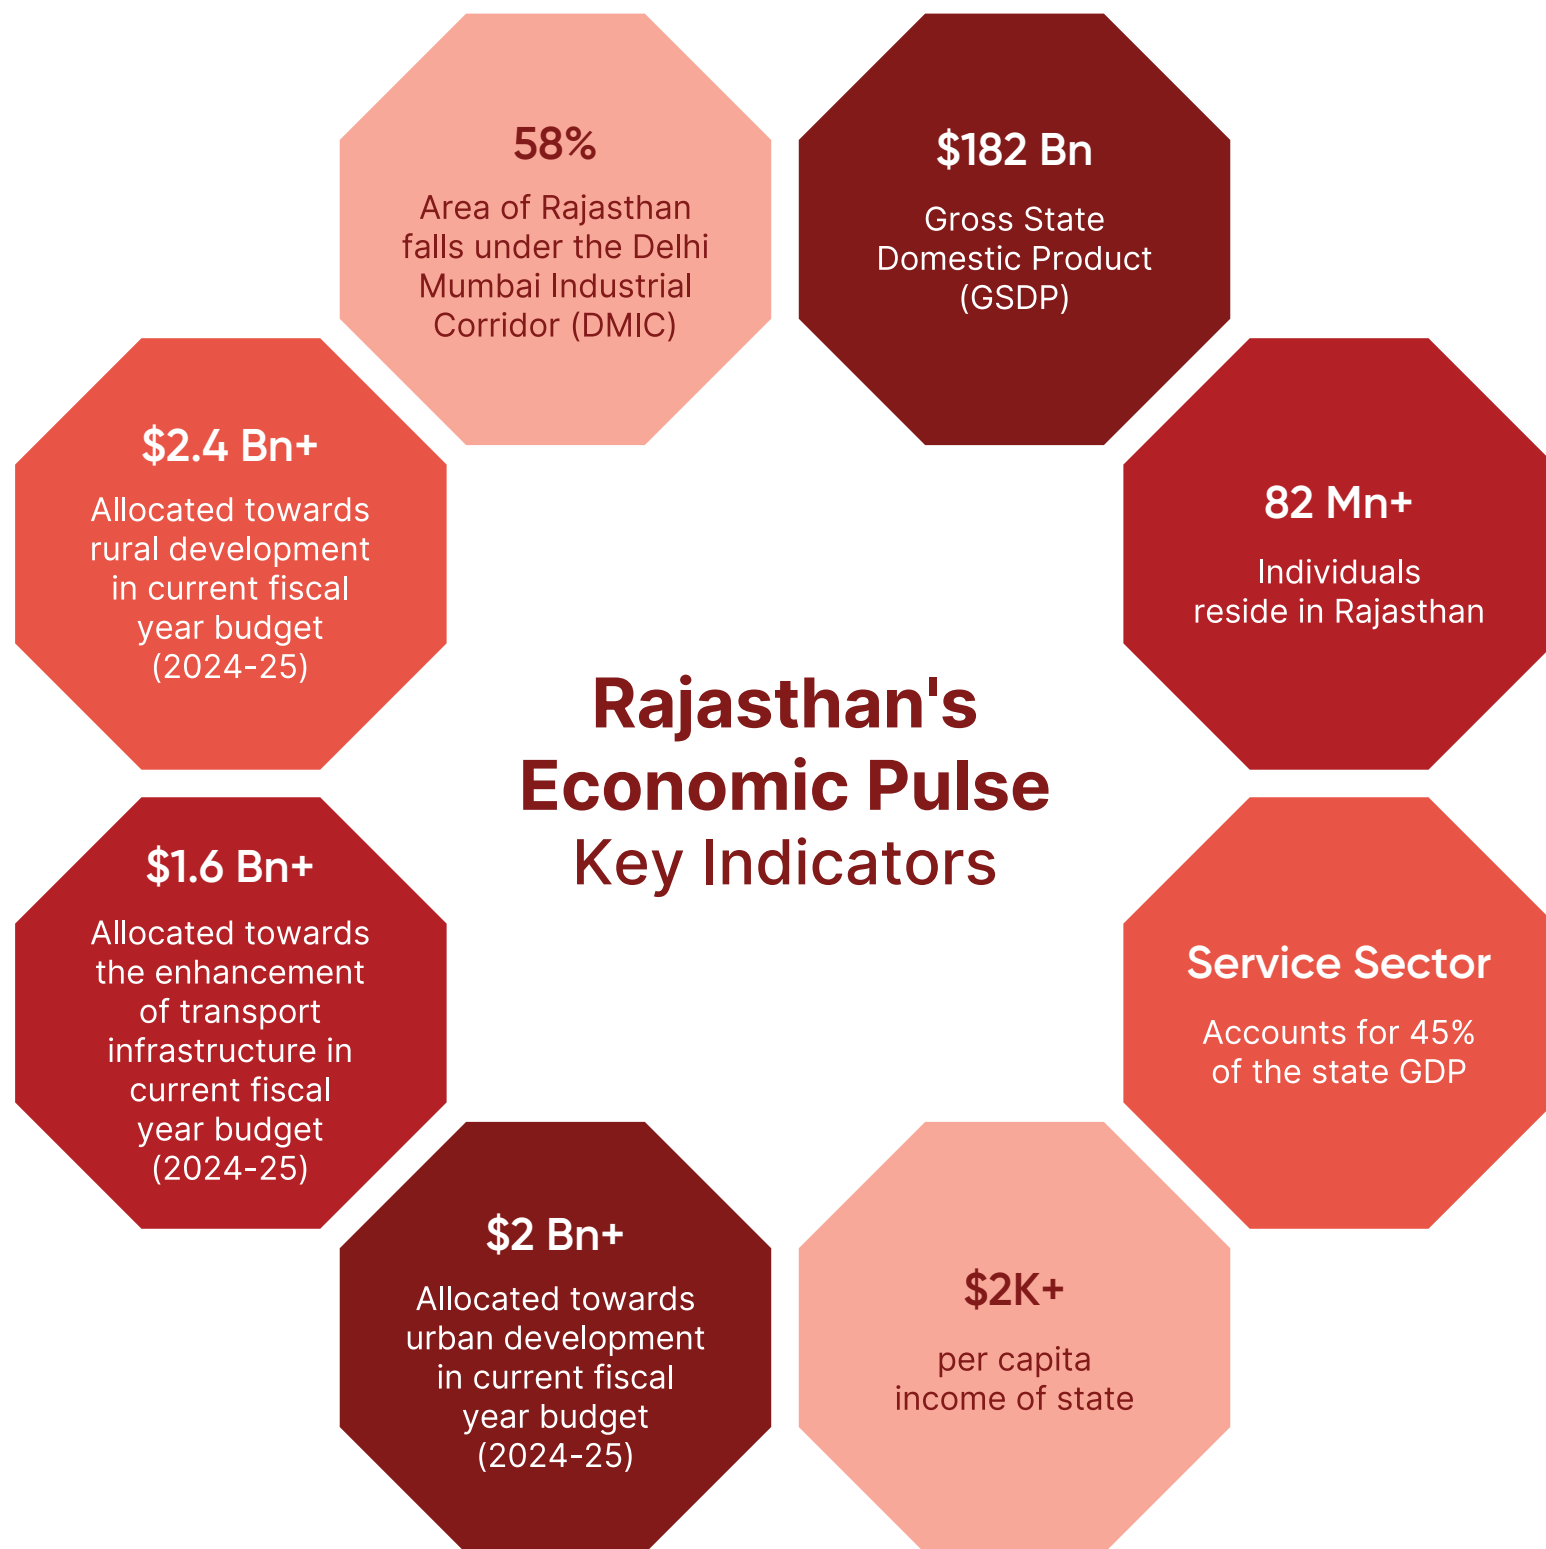 58%
Area of Rajasthan
falls under the Delhi
Mumbai Industrial
Corridor (DMIC)
$182 Bn
Gross State
Domestic Product
(GSDP)
$2.4 Bn+
Allocated towards
rural development
in current fiscal
year budget
(2024-25)
82 Mn+
Individuals
reside in Rajasthan
Rajasthan's
Economic Pulse
Key Indicators
$1.6 Bn+
Allocated towards
the enhancement
of transport
infrastructure in
current fiscal
year budget
(2024-25)
Service Sector
Accounts for 45%
of the state GDP
$2 Bn+
Allocated towards
urban development
in current fiscal
year budget
(2024-25)
$2K+
per capita
income of state